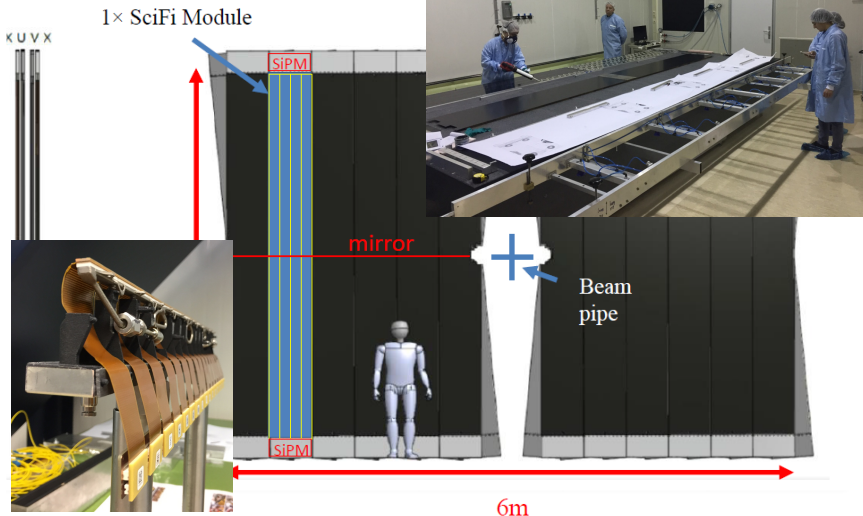 1× SciFi Module
X U V X
SiPM
mirror
Beam
pipe
SiPM
6m